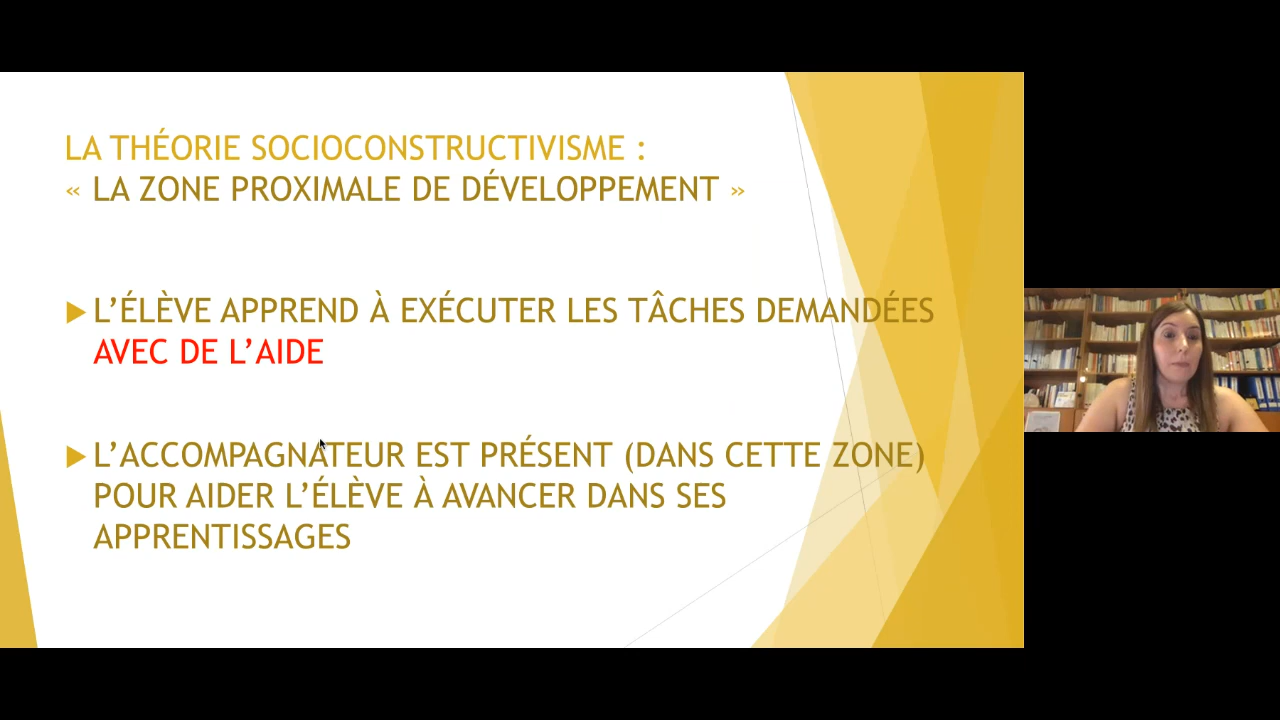 LA THÉORIE SOCIOCONSTRUCTIVISME :
« LA ZONE PROXIMALE DE DÉVELOPPEMENT »
L’ÉLÈVE APPREND À EXÉCUTER LES TÂCHES DEMANDÉES
AVEC DE L’AIDE
L’ACCOMPAGNATEUR EST PRÉSENT (DANS CETTE ZONE)
POUR AIDER L’ÉLÈVE À AVANCER DANS SES
APPRENTISSAGES